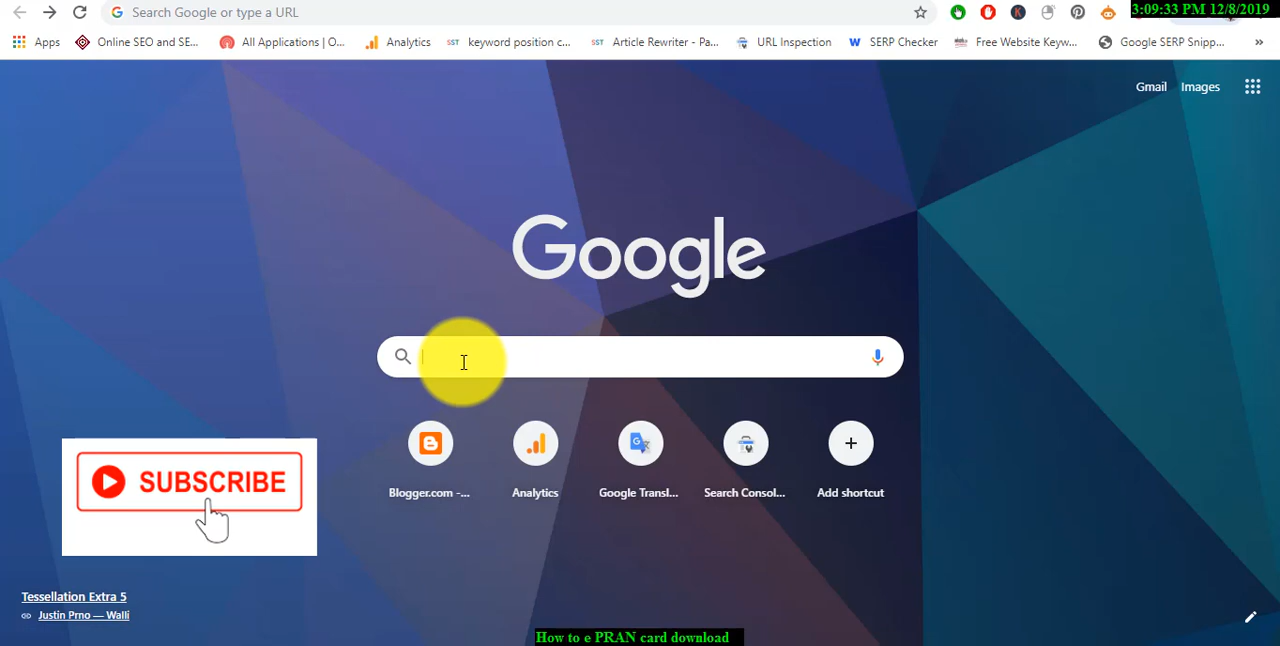 Search Google or type a URL
3:09:33 PM 12/8/2019
Apps Online SEO and SE... All Applications | O... Analytics keyword position c... Article Rewriter - Pa... URL Inspection SERP Checker Free Website Keyw... Google SERP Snipp... »
Gmail Images
Google
Blogger.com -... Analytics Google Transl... Search Consol... Add shortcut
SUBSCRIBE
Tessellation Extra 5
Justin Prno — Walli
How to e PRAN card download